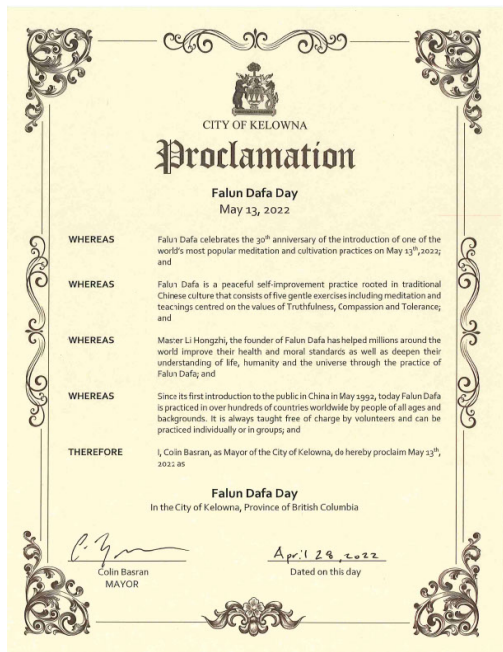 CITY OF KELOWNA
Proclamation
Falun Dafa Day
May 13, 2022
WHEREAS
Falun Dafa celebrates the 30th anniversary of the introduction of one of the
world's most popular meditation and cultivation practices on May 13th,2022;
and
WHEREAS
Falun Dafa is a peaceful self-improvement practice rooted in traditional
Chinese culture that consists of five gentle exercises including meditation and
teachings centred on the values of Truthfulness, Compassion and Tolerance;
and
WHEREAS
Master Li Hongzhi, the founder of Falun Dafa has helped millions around the
world improve their health and moral standards as well as deepen their
understanding of life, humanity and the universe through the practice of
Falun Dafa; and
WHEREAS
Since its first introduction to the public in China in May 1992, today Falun Dafa
is practiced in over hundreds of countries worldwide by people of all ages and
backgrounds. It is always taught free of charge by volunteers and can be
practiced individually or in groups; and
THEREFORE
I, Colin Basran, as Mayor of the City of Kelowna, do hereby proclaim May 13th,
2022 as
Falun Dafa Day
In the City of Kelowna, Province of British Columbia
April 28, 2022
Colin Basran
MAYOR
Dated on this day